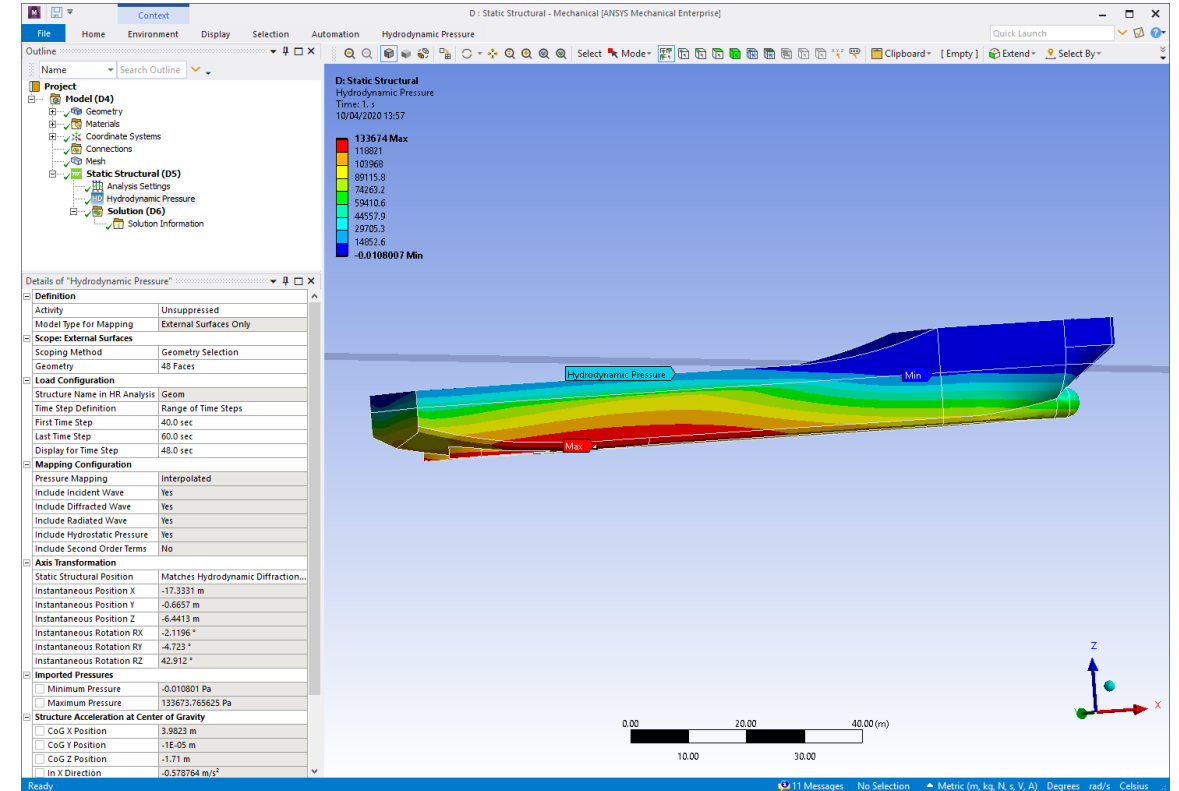 D : Static Structural - Mechanical [ANSYS Mechanical Enterprise]
Context
File Home Environment Display Selection Automation Hydrodynamic Pressure
Quick Launch
Outline
Select Mode Clipboard [ Empty ] Extend Select By
Name Search Outline
Project
Model (D4)
Geometry
Materials
Coordinate Systems
Connections
Mesh
Static Structural (D5)
Analysis Settings
Hydrodynamic Pressure
Solution (D6)
Solution Information
Details of "Hydrodynamic Pressure"
Definition
Activity Unsuppressed
Model Type for Mapping External Surfaces Only
Scope: External Surfaces
Scoping Method Geometry Selection
Geometry 48 Faces
Load Configuration
Structure Name in HR Analysis Geom
Time Step Definition Range of Time Steps
First Time Step 40.0 sec
Last Time Step 60.0 sec
Display for Time Step 48.0 sec
Mapping Configuration
Pressure Mapping Interpolated
Include Incident Wave Yes
Include Diffracted Wave Yes
Include Radiated Wave Yes
Include Hydrostatic Pressure Yes
Include Second Order Terms No
Axis Transformation
Static Structural Position Matches Hydrodynamic Diffraction...
Instantaneous Position X -17.3331 m
Instantaneous Position Y -0.6657 m
Instantaneous Position Z -6.4413 m
Instantaneous Rotation RX -2.1196 °
Instantaneous Rotation RY -4.723 °
Instantaneous Rotation RZ 42.912 °
Imported Pressures
Minimum Pressure -0.010801 Pa
Maximum Pressure 133673.765625 Pa
Structure Acceleration at Center of Gravity
CoG X Position 3.9823 m
CoG Y Position -1E-05 m
CoG Z Position -1.71 m
In X Direction -0.578764 m/s²
D: Static Structural
Hydrodynamic Pressure
Time: 1. s
10/04/2020 13:57
133674 Max
118821
103968
89115.8
74263.2
59410.6
44557.9
29705.3
14852.6
-0.0108007 Min
Hydrodynamic Pressure
Min
Max
Z
X
0.00 20.00 40.00 (m)
10.00 30.00
Ready 11 Messages No Selection Metric (m, kg, N, s, V, A) Degrees rad/s Celsius